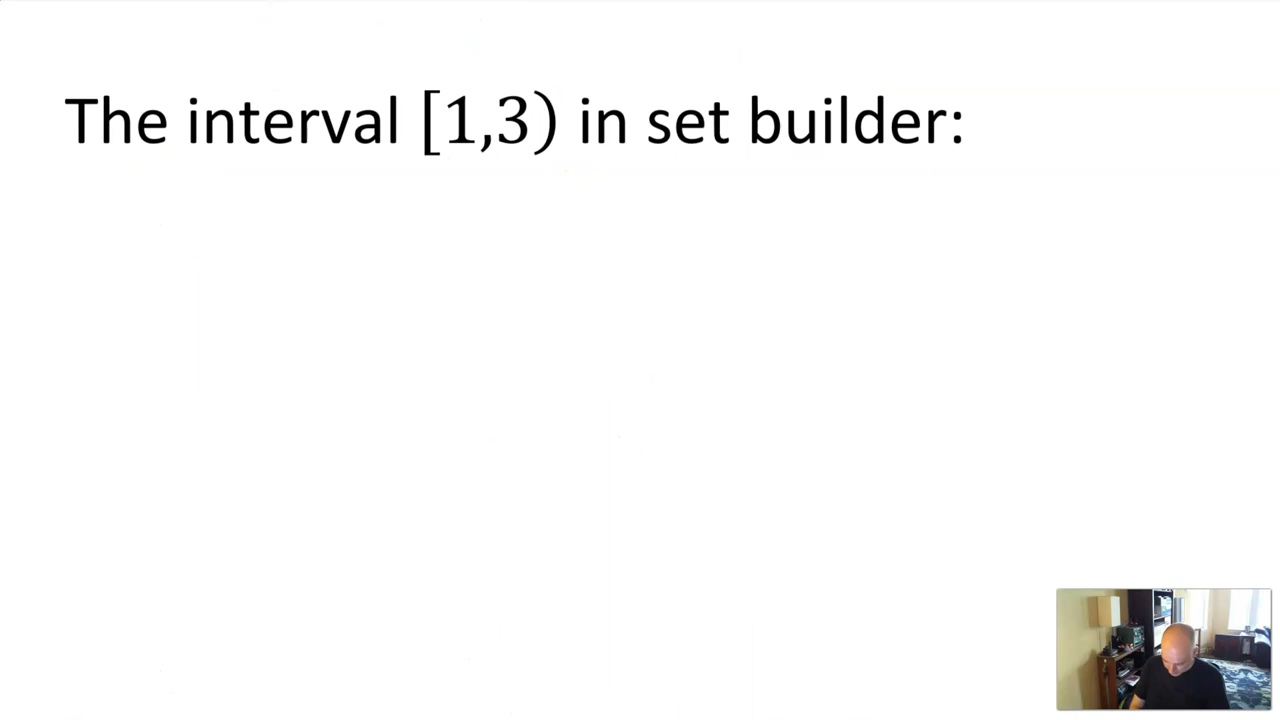 The interval [1,3) in set builder: